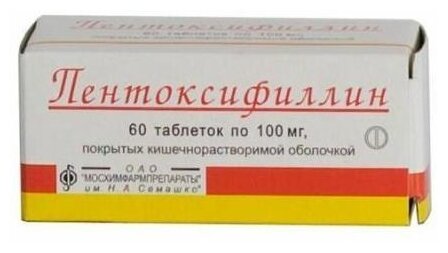 Пентоксифиллин
60 таблеток по 100 мг,
покрытых кишечнорастворимой оболочкой
ОАО
"МОСХИМФАРМПРЕПАРАТЫ"
им. Н.А. Семашко